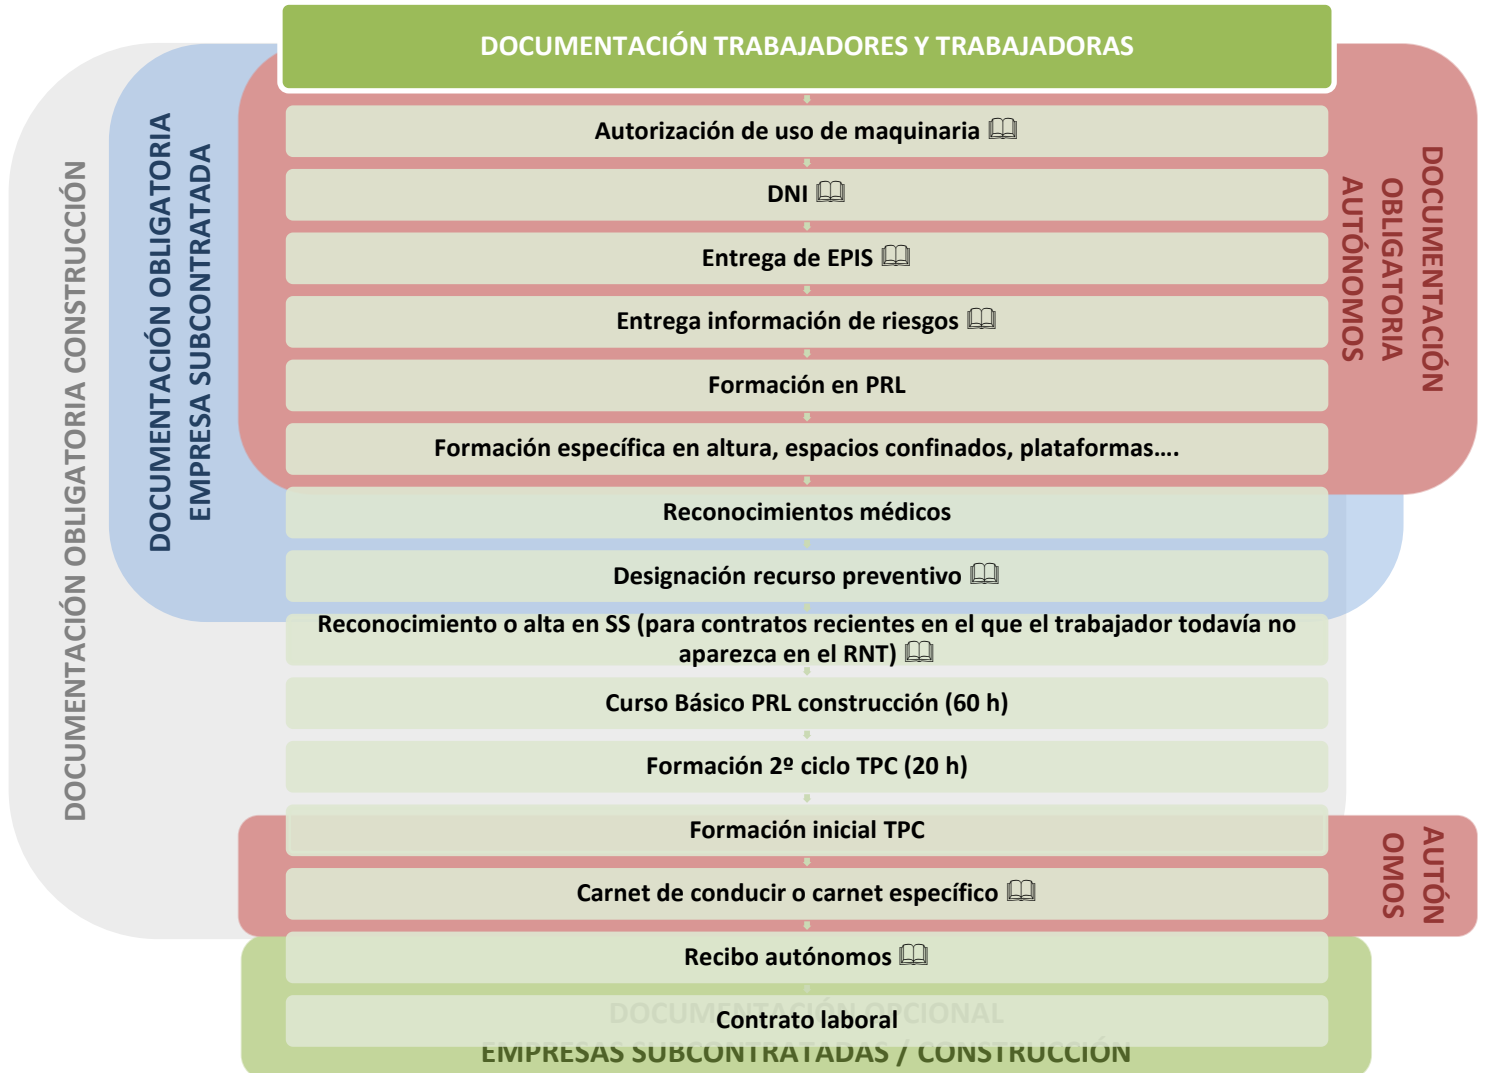 DOCUMENTACIÓN TRABAJADORES Y TRABAJADORAS
DOCUMENTACIÓN OBLIGATORIA CONSTRUCCIÓN
DOCUMENTACIÓN OBLIGATORIA
EMPRESA SUBCONTRATADA
DOCUMENTACIÓN
OBLIGATORIA
AUTÓNOMOS
Autorización de uso de maquinaria 🕮
DNI 🕮
Entrega de EPIS 🕮
Entrega información de riesgos 🕮
Formación en PRL
Formación específica en altura, espacios confinados, plataformas....
Reconocimientos médicos
Designación recurso preventivo 🕮
Reconocimiento o alta en SS (para contratos recientes en el que el trabajador todavía no
aparezca en el RNT) 🕮
Curso Básico PRL construcción (60 h)
Formación 2º ciclo TPC (20 h)
Formación inicial TPC
Carnet de conducir o carnet específico 🕮
AUTÓN
OMOS
Recibo autónomos 🕮
DOCUMENTACIÓN OPCIONAL
Contrato laboral
EMPRESAS SUBCONTRATADAS / CONSTRUCCIÓN